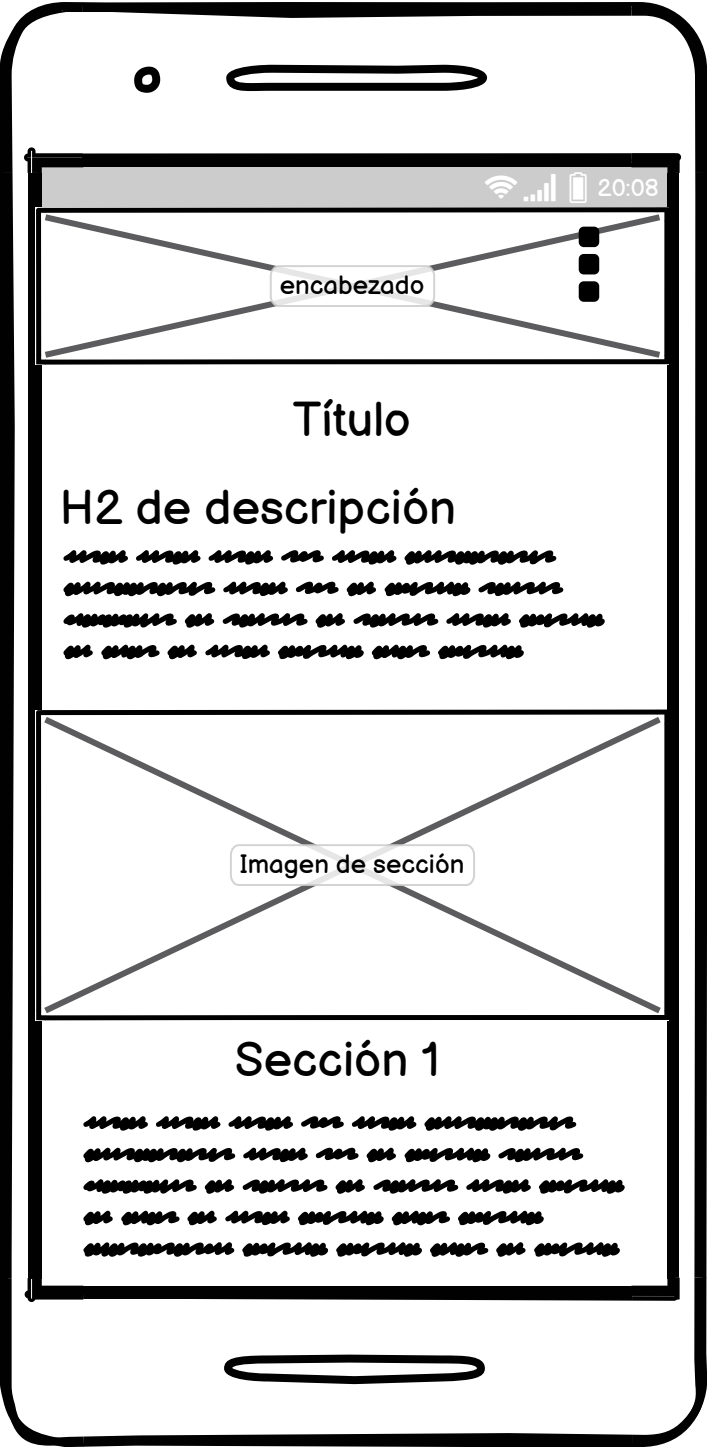 20:08
encabezado
Título
H2 de descripción
Imagen de sección
Sección 1